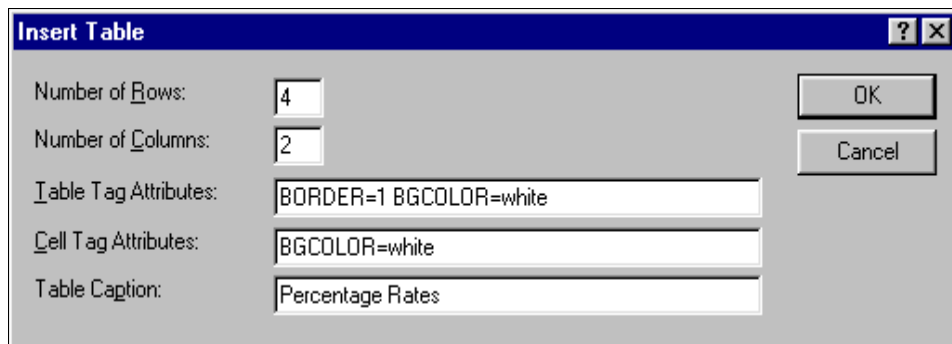 Insert Table
? X
Number of Rows: 4
OK
Number of Columns: 2
Cancel
Table Tag Attributes: BORDER=1 BGCOLOR=white
Cell Tag Attributes: BGCOLOR=white
Table Caption: Percentage Rates